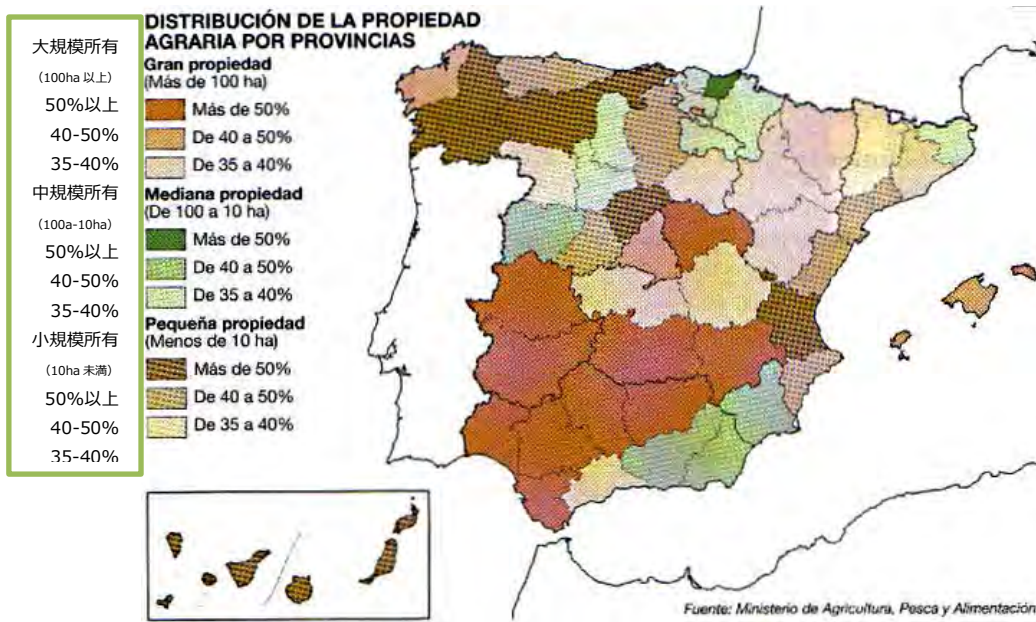 大規模所有
(100ha 以上)
50%以上
40-50%
35-40%
中規模所有
(100a-10ha)
50%以上
40-50%
35-40%
小規模所有
(10ha 未満)
50%以上
40-50%
35-40%
DISTRIBUCIÓN DE LA PROPIEDAD
AGRARIA POR PROVINCIAS
Gran propiedad
(Más de 100 ha)
Más de 50%
De 40 a 50%
De 35 a 40%
Mediana propiedad
(De 100 a 10 ha)
Más de 50%
De 40 a 50%
De 35 a 40%
Pequeña propiedad
(Menos de 10 ha)
Más de 50%
De 40 a 50%
De 35 a 40%
Fuente: Ministerio de Agricultura, Pesca y Alimentación